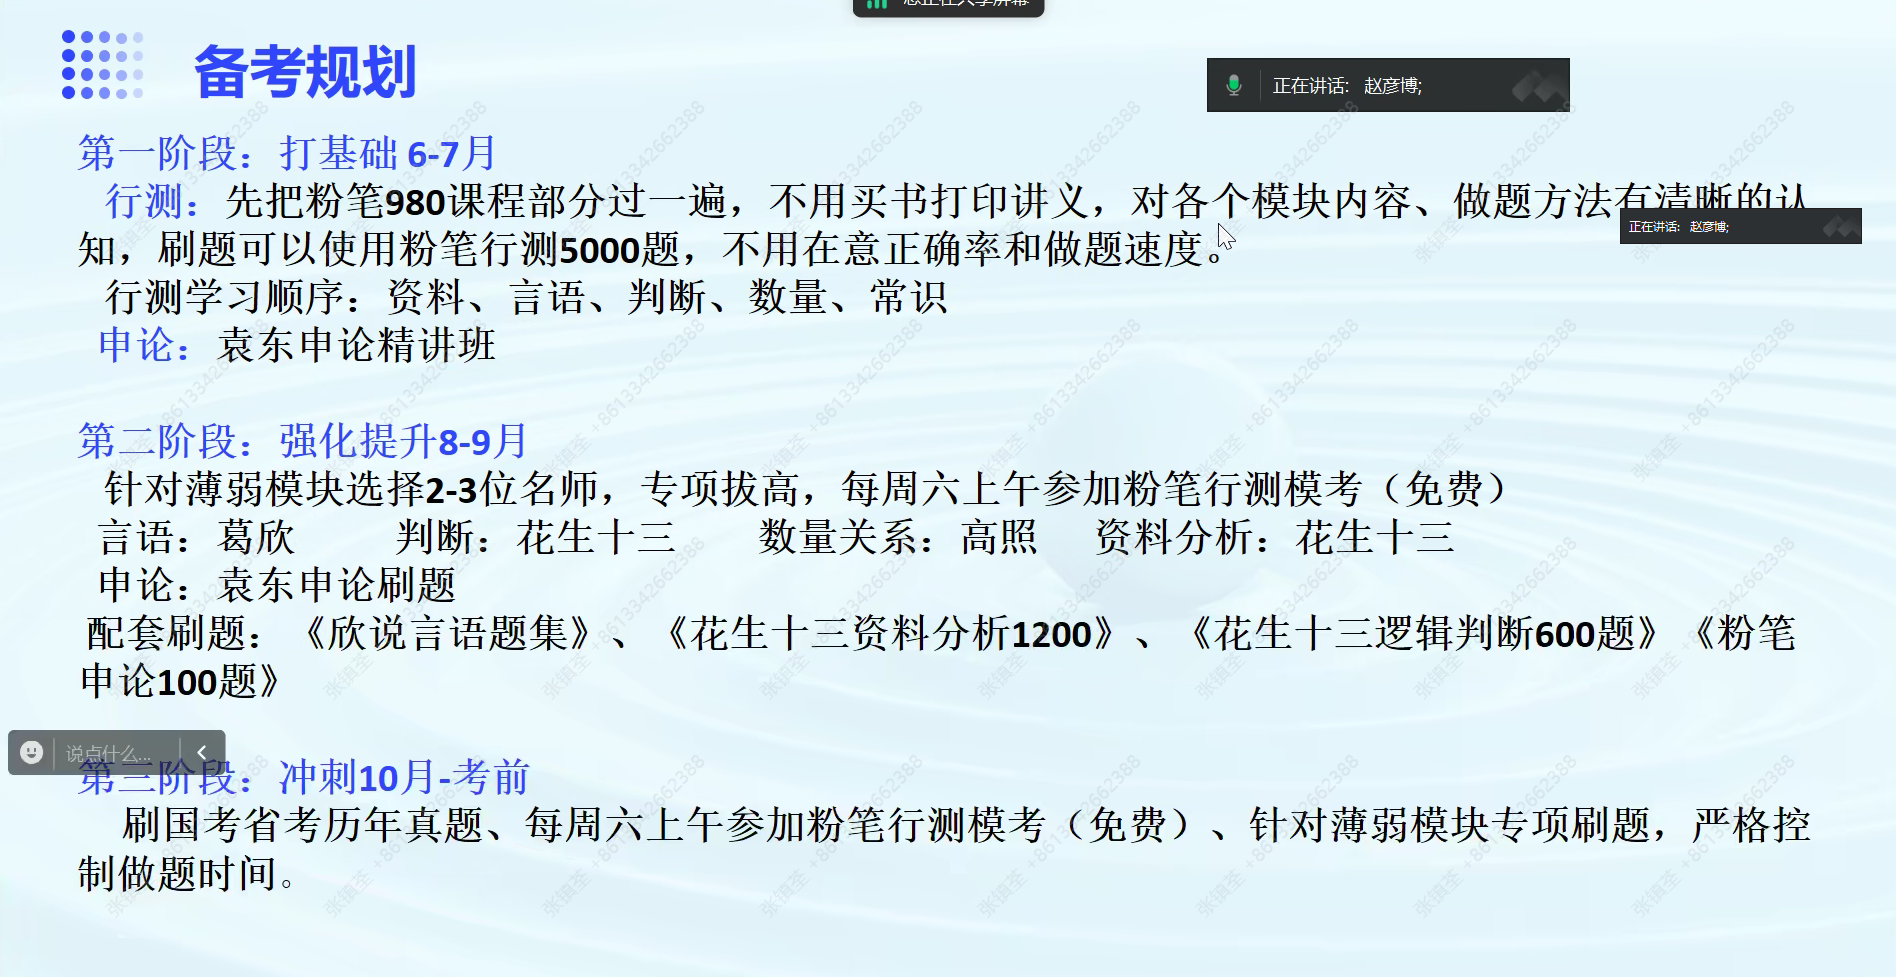 备考规划
正在讲话: 赵彦博;
第一阶段：打基础 6-7月
行测：先把粉笔980课程部分过一遍，不用买书打印讲义，对各个模块内容、做题方法有清晰的认
正在讲话: 赵彦博;
知，刷题可以使用粉笔行测5000题，不用在意正确率和做题速度。
行测学习顺序：资料、言语、判断、数量、常识
申论：袁东申论精讲班
第二阶段：强化提升8-9月
针对薄弱模块选择2-3位名师，专项拔高，每周六上午参加粉笔行测模考（免费）
言语：葛欣 判断：花生十三 数量关系：高照 资料分析：花生十三
申论：袁东申论刷题
配套刷题：《欣说言语题集》、《花生十三资料分析1200》、《花生十三逻辑判断600题》《粉笔
申论100题》
说点什么...
第三阶段：冲刺10月-考前
刷国考省考历年真题、每周六上午参加粉笔行测模考（免费）、针对薄弱模块专项刷题，严格控
制做题时间。
张镇荃 +8613342662388